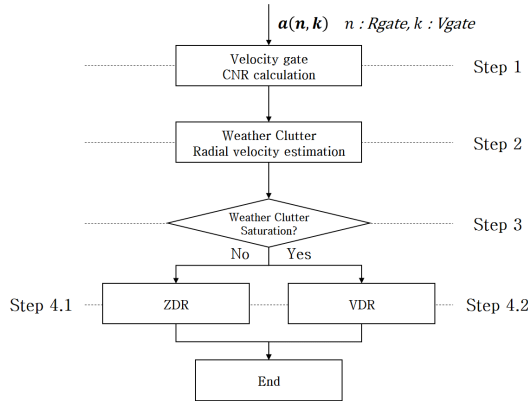 a(n,k) n : Rgate, k : Vgate
Velocity gate
CNR calculation
Step 1
Weather Clutter
Radial velocity estimation
Step 2
Weather Clutter
Saturation?
Step 3
No Yes
Step 4.1
ZDR
VDR
Step 4.2
End